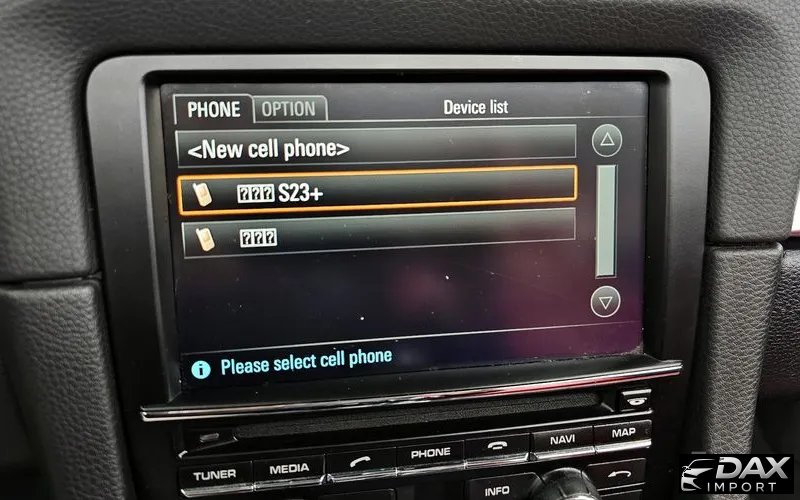 PHONE OPTION Device list
<New cell phone>
⍰⍰⍰ S23+
⍰⍰⍰
i Please select cell phone
TUNER MEDIA PHONE NAVI MAP
INFO
DAX
IMPORT